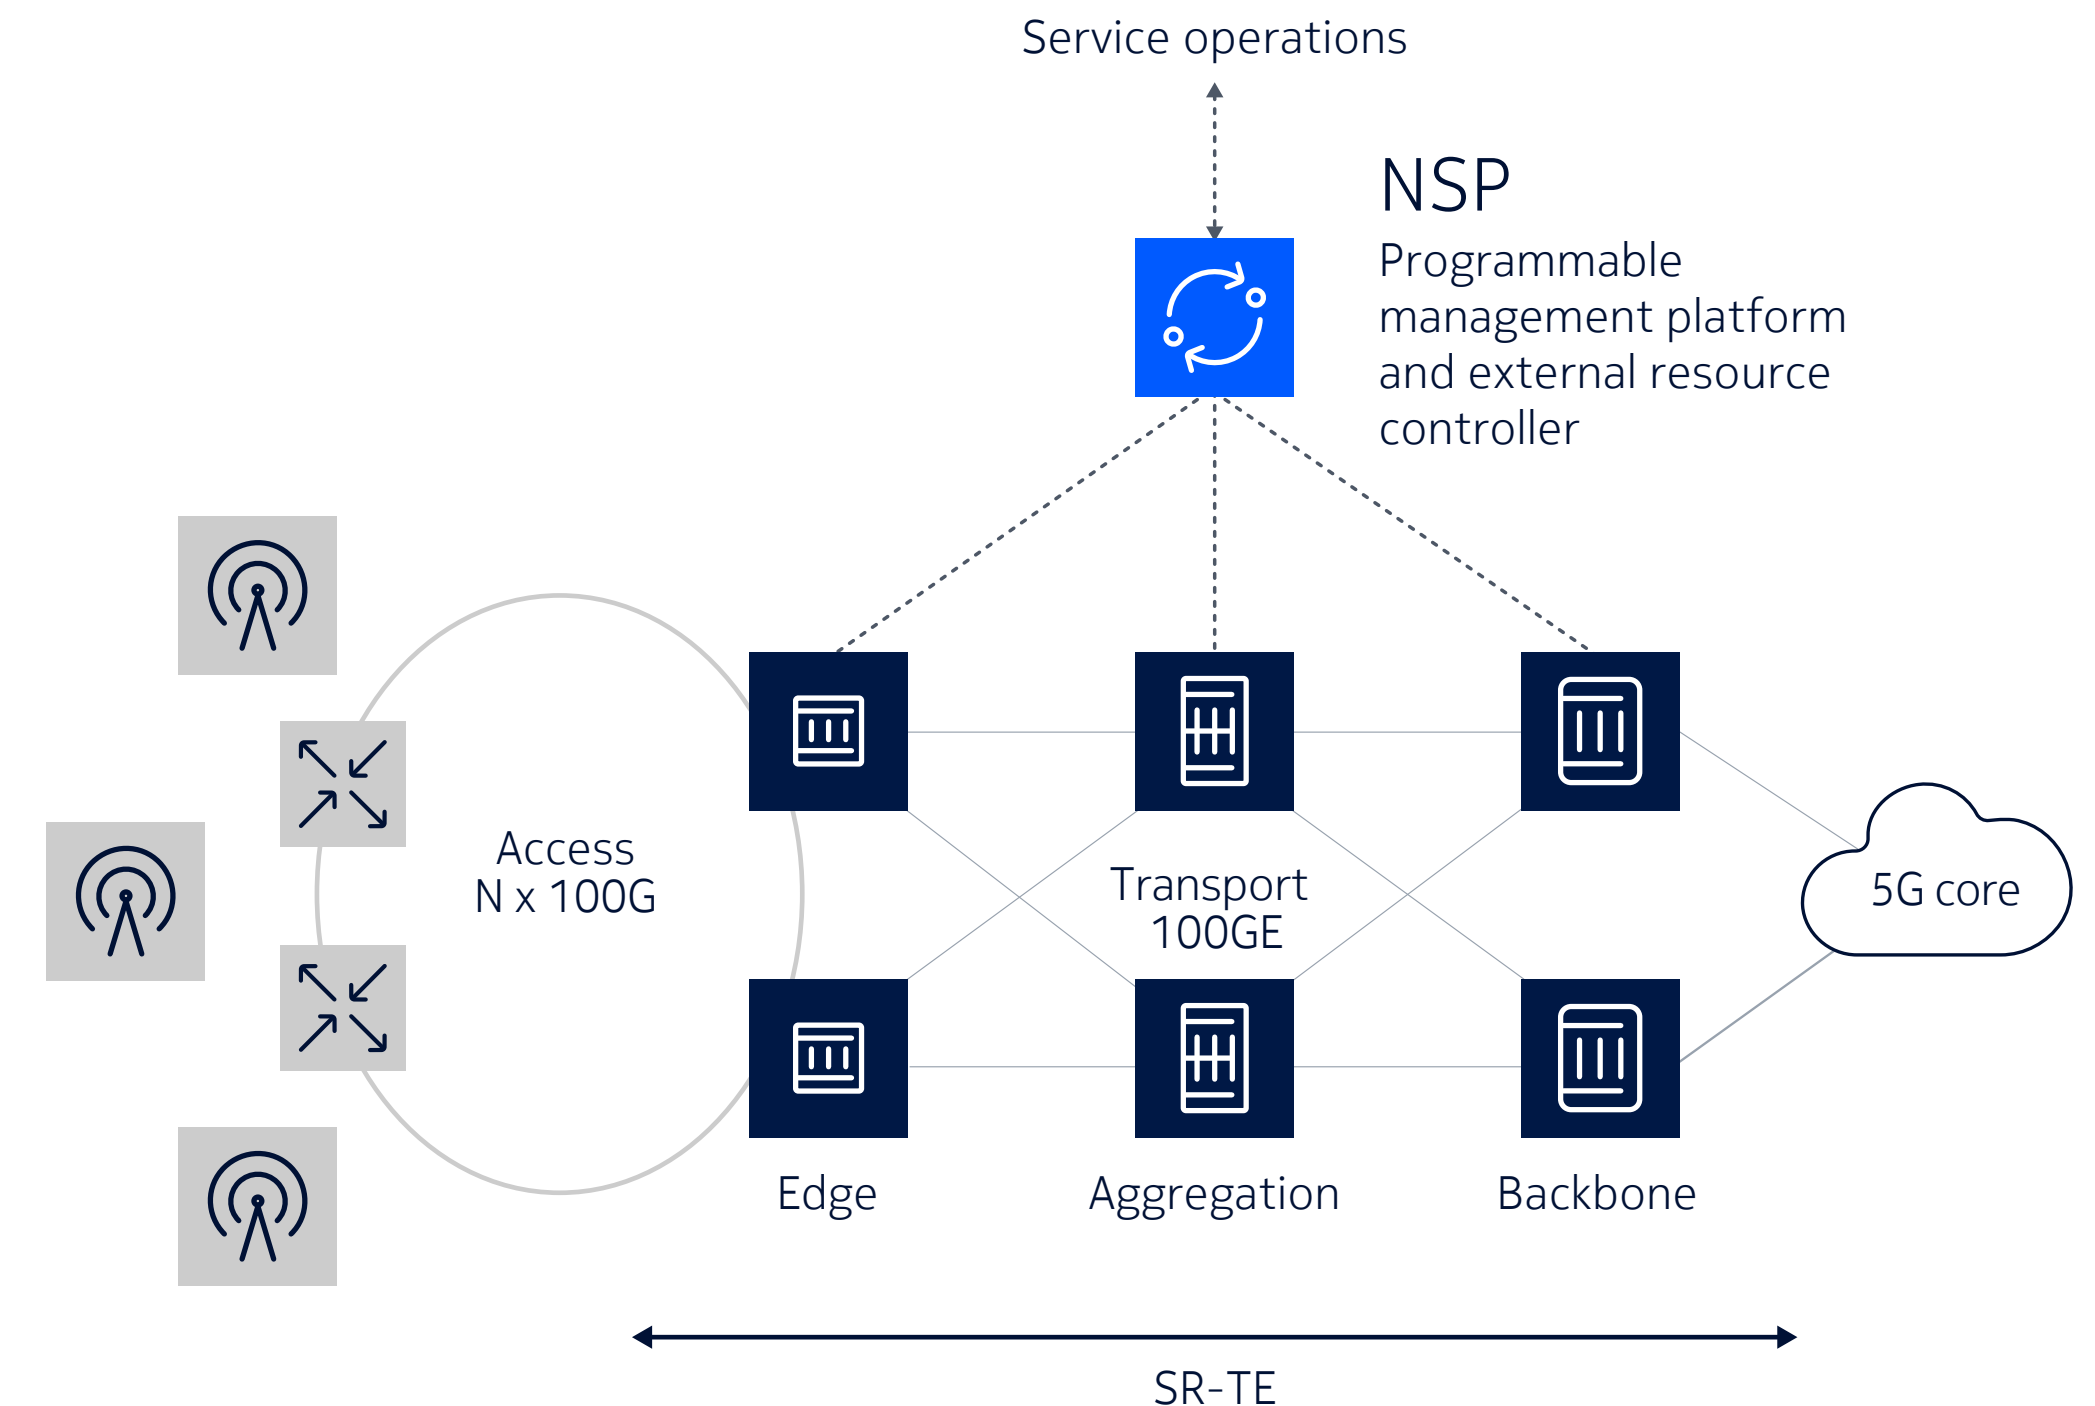 Service operations
NSP
Programmable
management platform
and external resource
controller
Access
N x 100G
Transport
100GE
5G core
Edge
Aggregation
Backbone
SR-TE